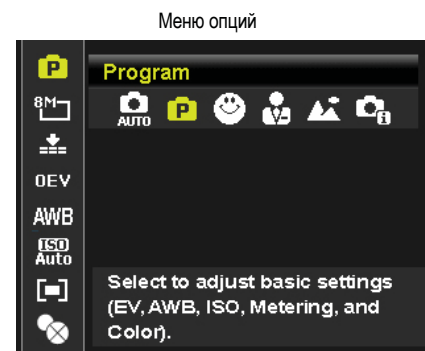 Меню опций
P
Program
8M
AUTO
P
0EV
AWB
ISO
Auto
Select to adjust basic settings
(EV, AWB, ISO, Metering, and
Color).